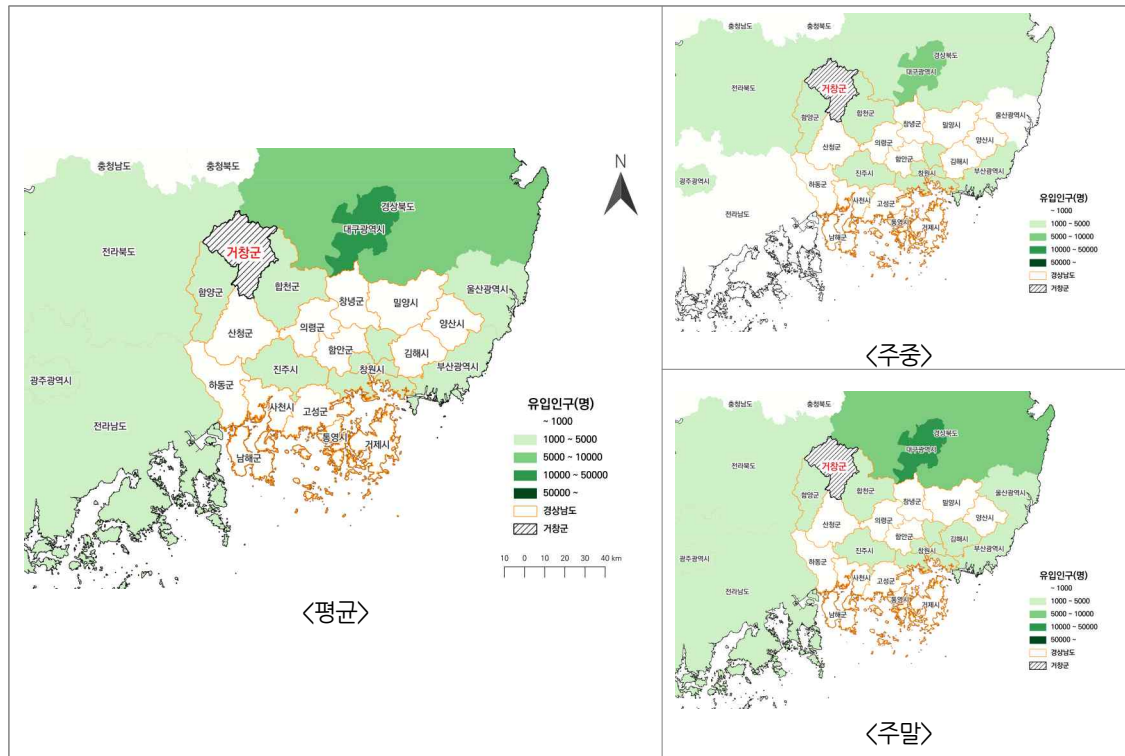 충청남도
충청북도
경상북도
대구광역시
전라북도
거창군
함양군
합천군
울산광역시
창녕군
밀양시
산청군
의령군
양산시
함안군
김해시
진주시
창원시
부산광역시
하동군
광주광역시
사천시
고성군
전라남도
통영시
거제시
남해군
N
유입인구(명)
~ 1000
1000 ~ 5000
5000 ~ 10000
10000 ~ 50000
50000 ~
경상남도
거창군
10 0 10 20 30 40 km
<평균>
충청남도
충청북도
경상북도
대구광역시
전라북도
거창군
함양군
합천군
울산광역시
창녕군
밀양시
산청군
의령군
양산시
함안군
김해시
진주시
창원시
부산광역시
광주광역시
하동군
사천시
고성군
전라남도
통영시
거제시
남해군
유입인구(명)
~ 1000
1000 ~ 5000
5000 ~ 10000
10000 ~ 50000
50000 ~
경상남도
거창군
<주중>
충청남도
충청북도
경상북도
대구광역시
전라북도
거창군
함양군
합천군
울산광역시
창녕군
밀양시
산청군
의령군
양산시
함안군
김해시
진주시
창원시
부산광역시
광주광역시
하동군
사천시
고성군
전라남도
통영시
거제시
남해군
유입인구(명)
~ 1000
1000 ~ 5000
5000 ~ 10000
10000 ~ 50000
50000 ~
경상남도
거창군
<주말>